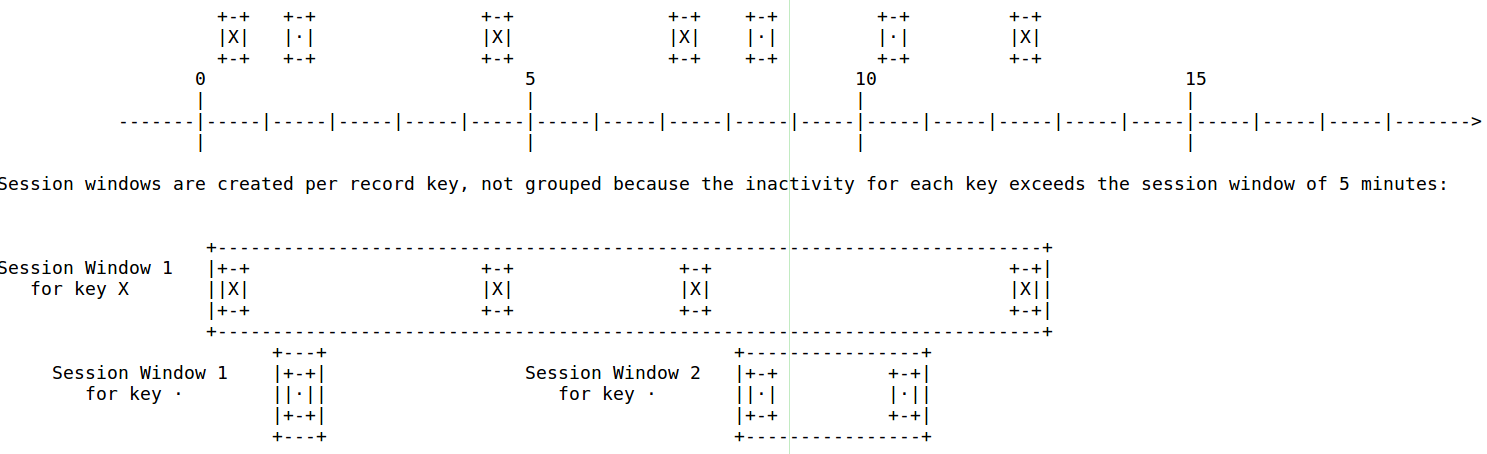 +-+   +-+               +-+              +-+    +-+         +-+         +-+
                    |X|   |·|               |X|              |X|    |·|         |·|         |X|
                    +-+   +-+               +-+              +-+    +-+         +-+         +-+
                  0                             5                             10                            15
                  |                             |                             |                             |
           -------|-----|-----|-----|-----|-----|-----|-----|-----|-----|-----|-----|-----|-----|-----|-----|-----|-----|-----|------->
                  |                             |                             |                             |
Session windows are created per record key, not grouped because the inactivity for each key exceeds the session window of 5 minutes:
                   +---------------------------------------------------------------------------+
Session Window 1   |+-+                     +-+               +-+                           +-+|
   for key X       ||X|                     |X|               |X|                           |X||
                   |+-+                     +-+               +-+                           +-+|
                   +---------------------------------------------------------------------------+
                         +---+                                     +----------------+
     Session Window 1    |+-+|                  Session Window 2   |+-+          +-+|
        for key ·        ||·||                     for key ·       ||·|          |·||
                         |+-+|                                     |+-+          +-+|
                         +---+                                     +----------------+